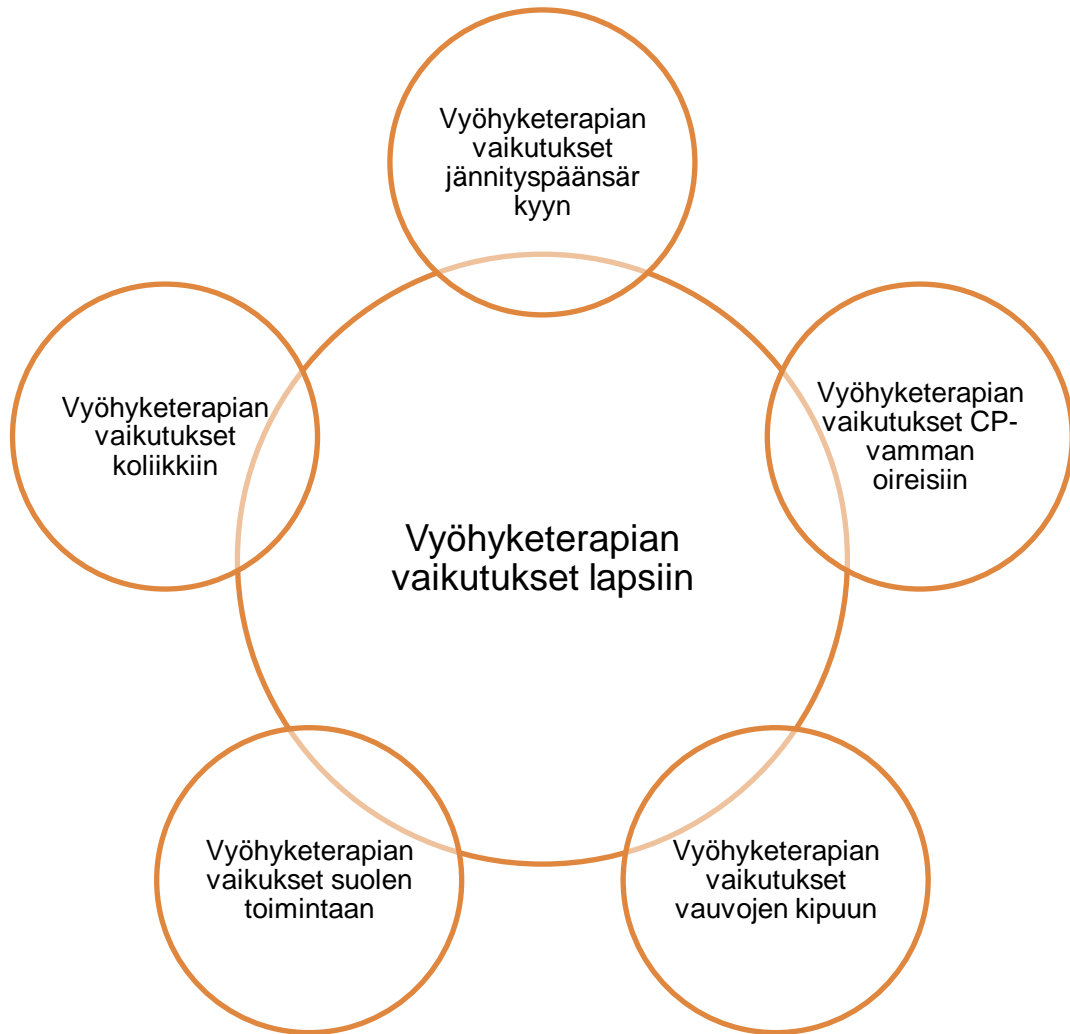 Vyöhyketerapian
vaikutukset
jännityspäänsär
kyyn
Vyöhyketerapian
vaikutukset
koliikkiin
Vyöhyketerapian
vaikutukset CP-
vamman
oireisiin
Vyöhyketerapian
vaikutukset lapsiin
Vyöhyketerapian
vaikukset suolen
toimintaan
Vyöhyketerapian
vaikutukset
vauvojen kipuun